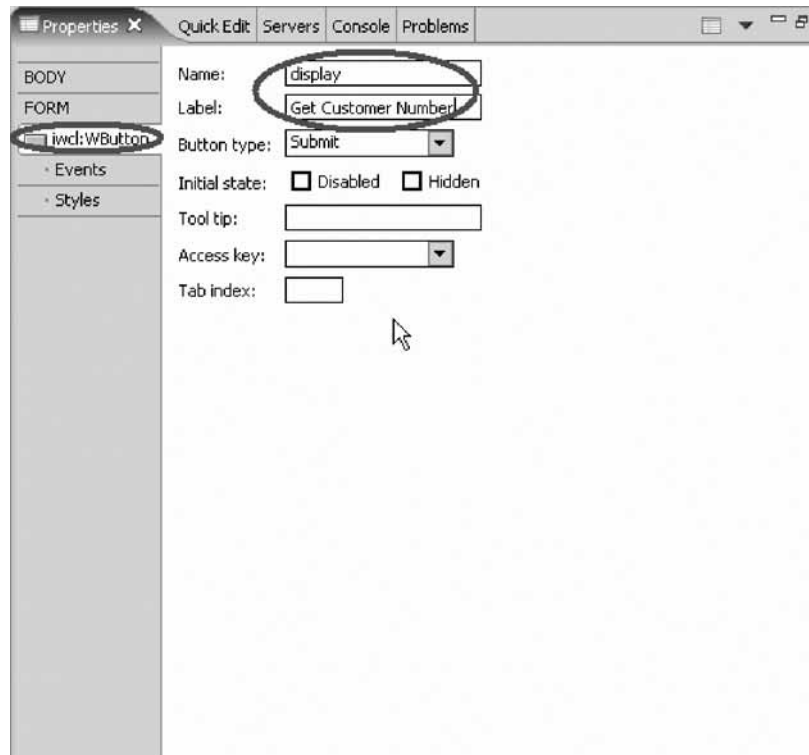 Properties Quick Edit Servers Console Problems
BODY
FORM
iwcl:WButton
· Events
· Styles
Name: display
Label: Get Customer Number
Button type: Submit
Initial state: Disabled Hidden
Tool tip:
Access key:
Tab index: